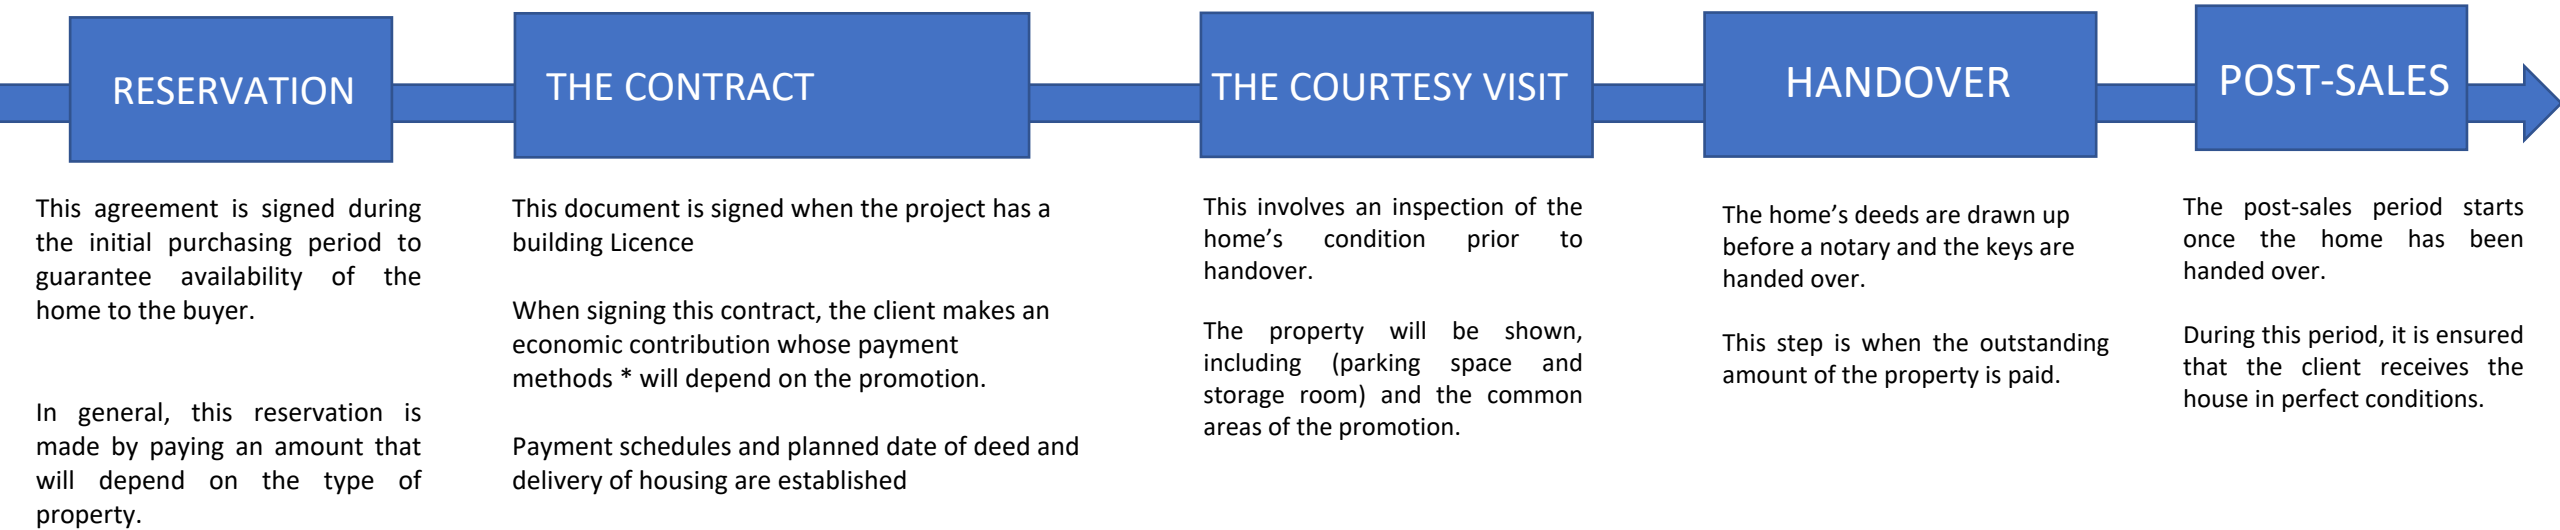 RESERVATION
This agreement is signed during
the initial purchasing period to
guarantee availability of the
home to the buyer.
In general, this reservation is
made by paying an amount that
will depend on the type of
property.
THE CONTRACT
This document is signed when the project has a
building Licence
When signing this contract, the client makes an
economic contribution whose payment
methods * will depend on the promotion.
Payment schedules and planned date of deed and
delivery of housing are established
THE COURTESY VISIT
This involves an inspection of the
home’s condition prior to
handover.
The property will be shown,
including (parking space and
storage room) and the common
areas of the promotion.
HANDOVER
The home’s deeds are drawn up
before a notary and the keys are
handed over.
This step is when the outstanding
amount of the property is paid.
POST-SALES
The post-sales period starts
once the home has been
handed over.
During this period, it is ensured
that the client receives the
house in perfect conditions.